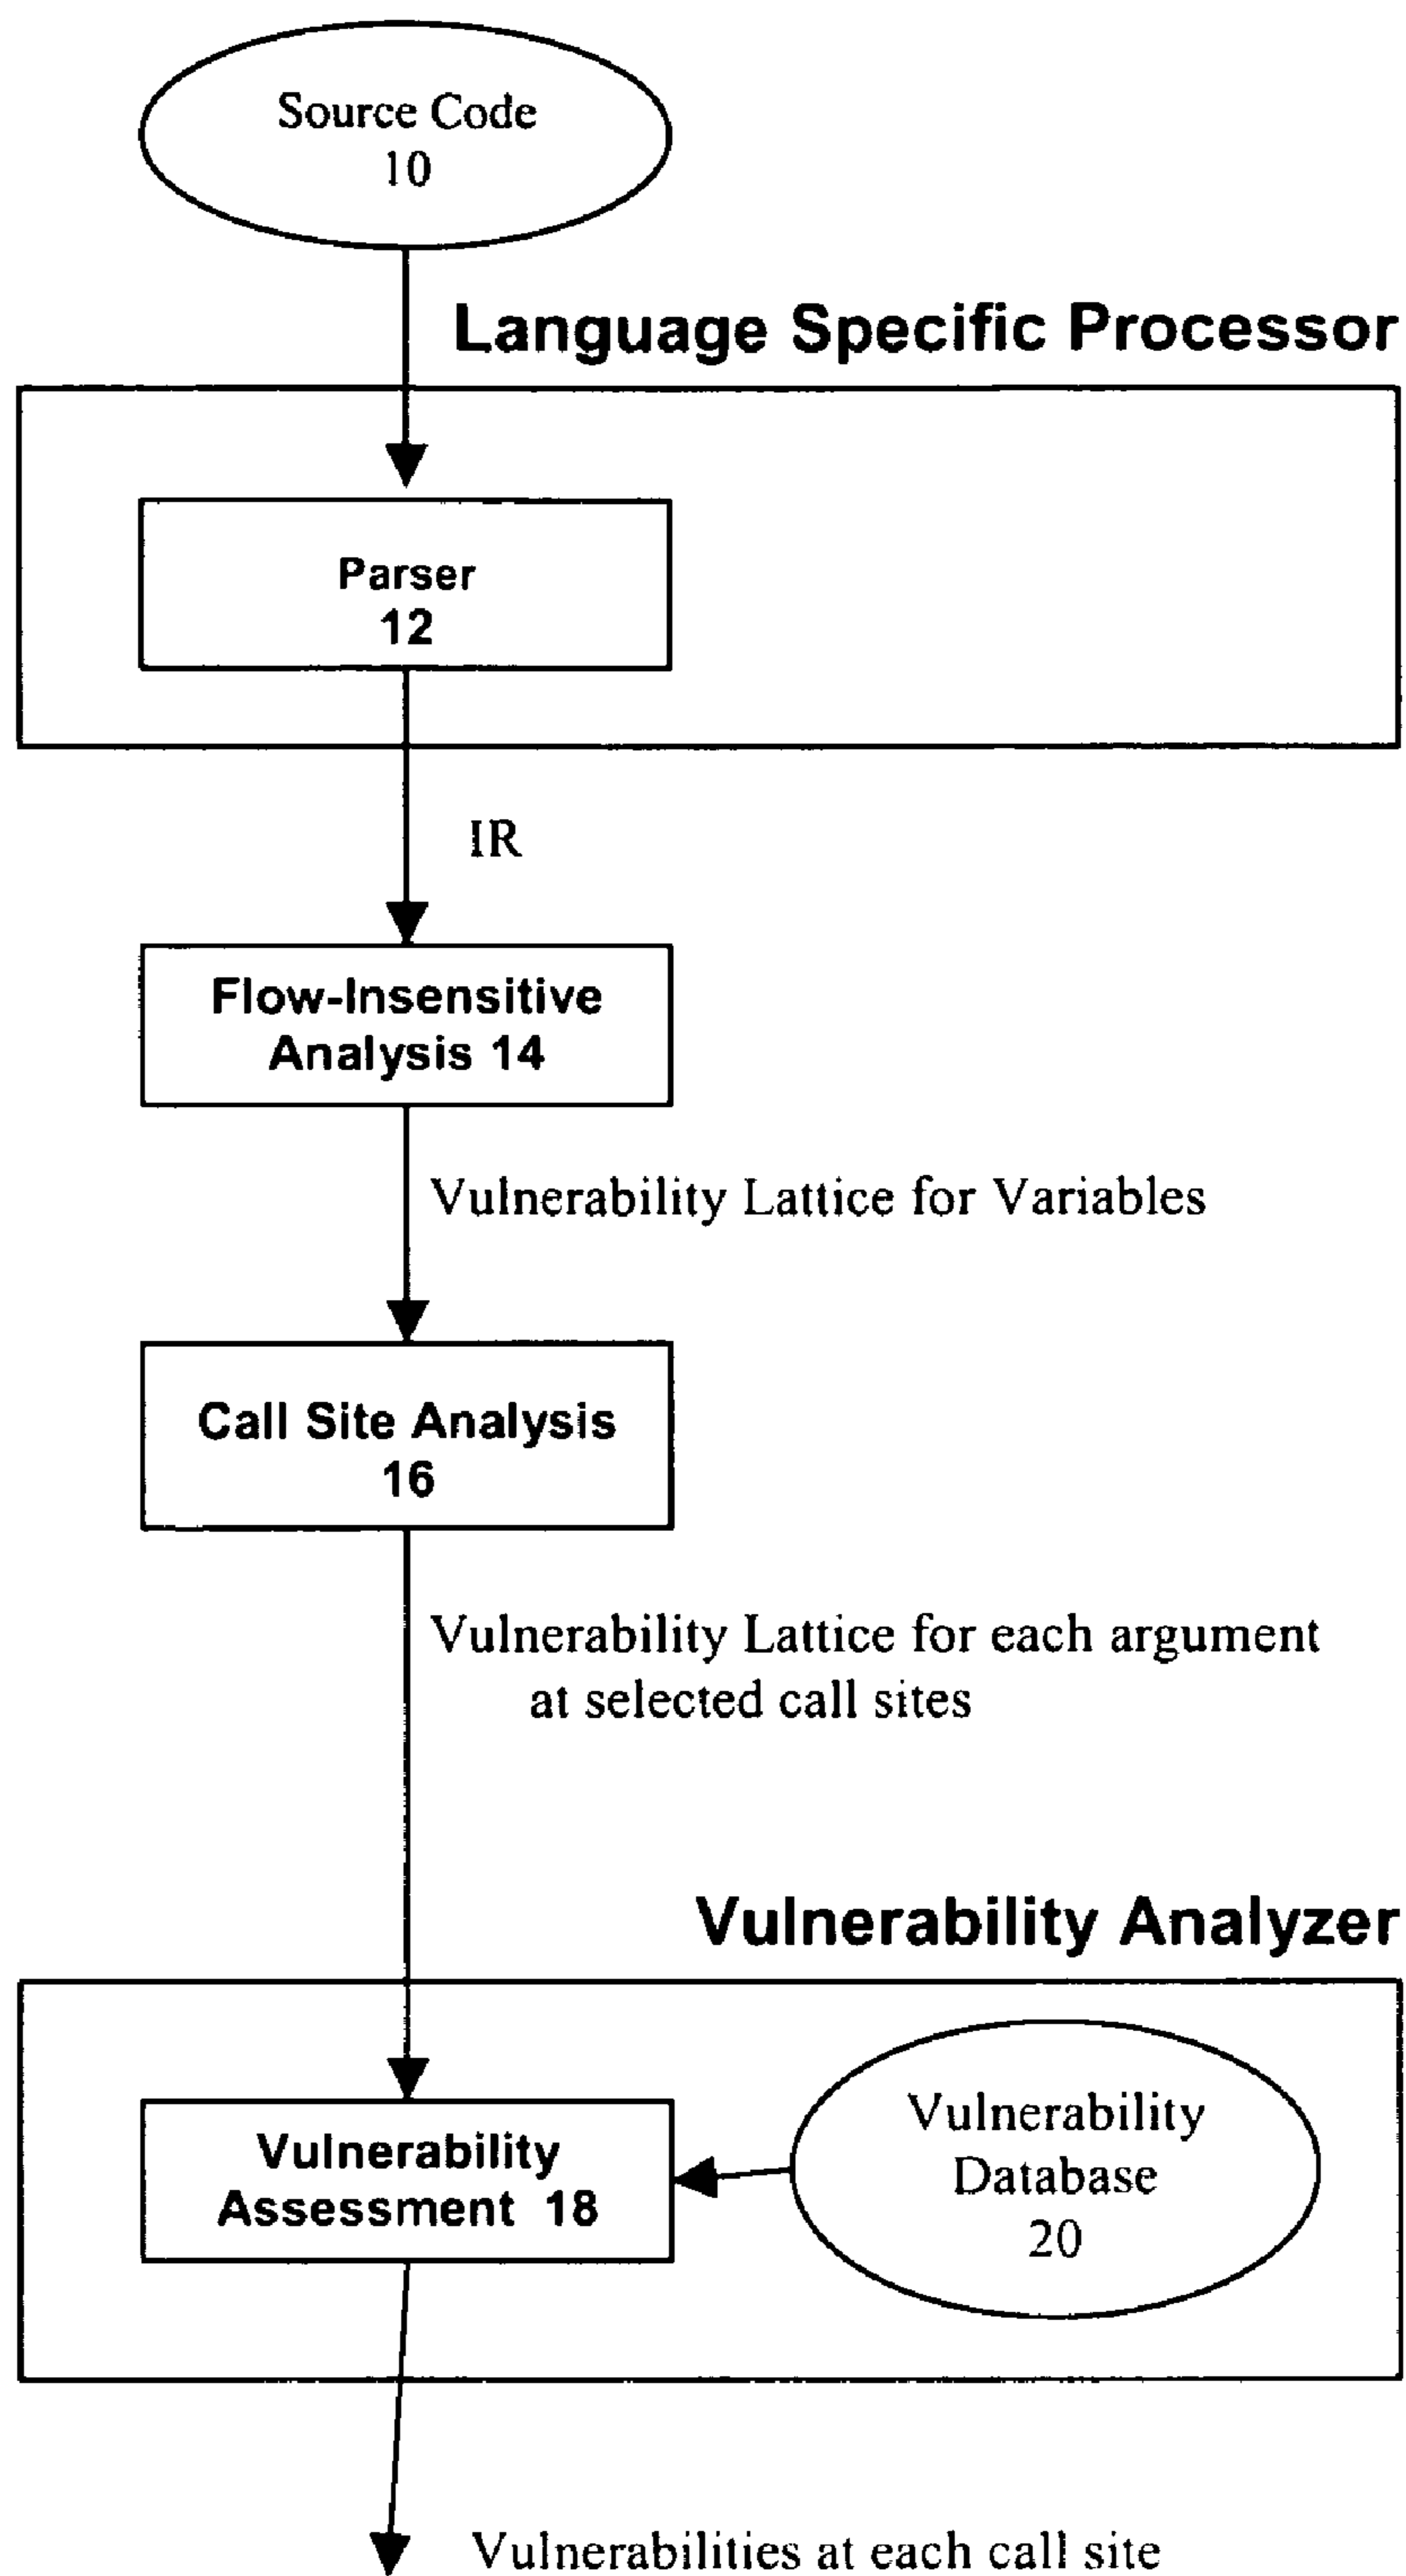 Source Code
10
Language Specific Processor
Parser
12
IR
Flow-Insensitive
Analysis 14
Vulnerability Lattice for Variables
Call Site Analysis
16
Vulnerability Lattice for each argument
at selected call sites
Vulnerability Analyzer
Vulnerability
Assessment 18
Vulnerability
Database
20
Vulnerabilities at each call site